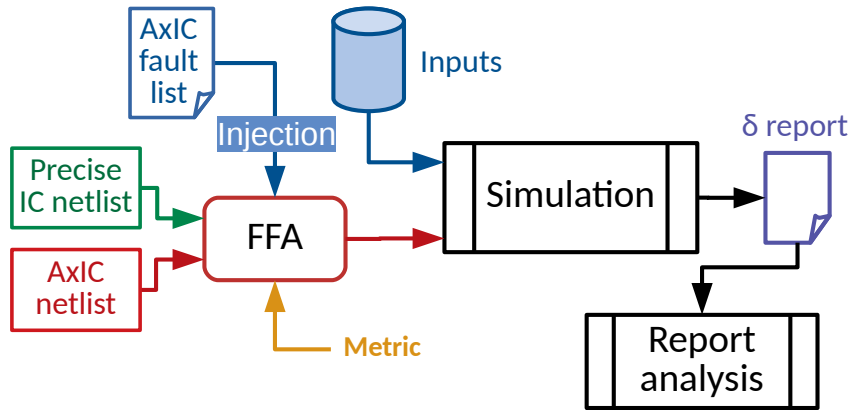 AxIC
fault
list
Inputs
Injection
δ report
Precise
IC netlist
Simulation
FFA
AxIC
netlist
Metric
Report
analysis